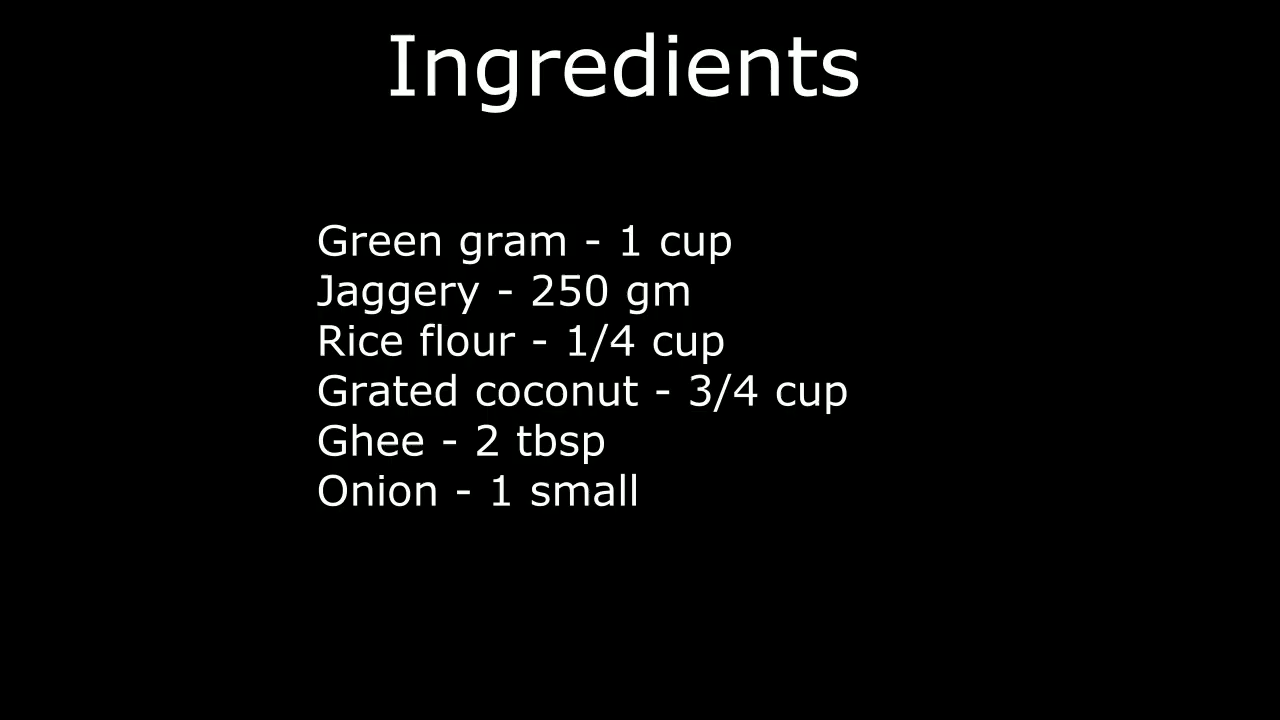 Ingredients
Green gram - 1 cup
Jaggery - 250 gm
Rice flour - 1/4 cup
Grated coconut - 3/4 cup
Ghee - 2 tbsp
Onion - 1 small